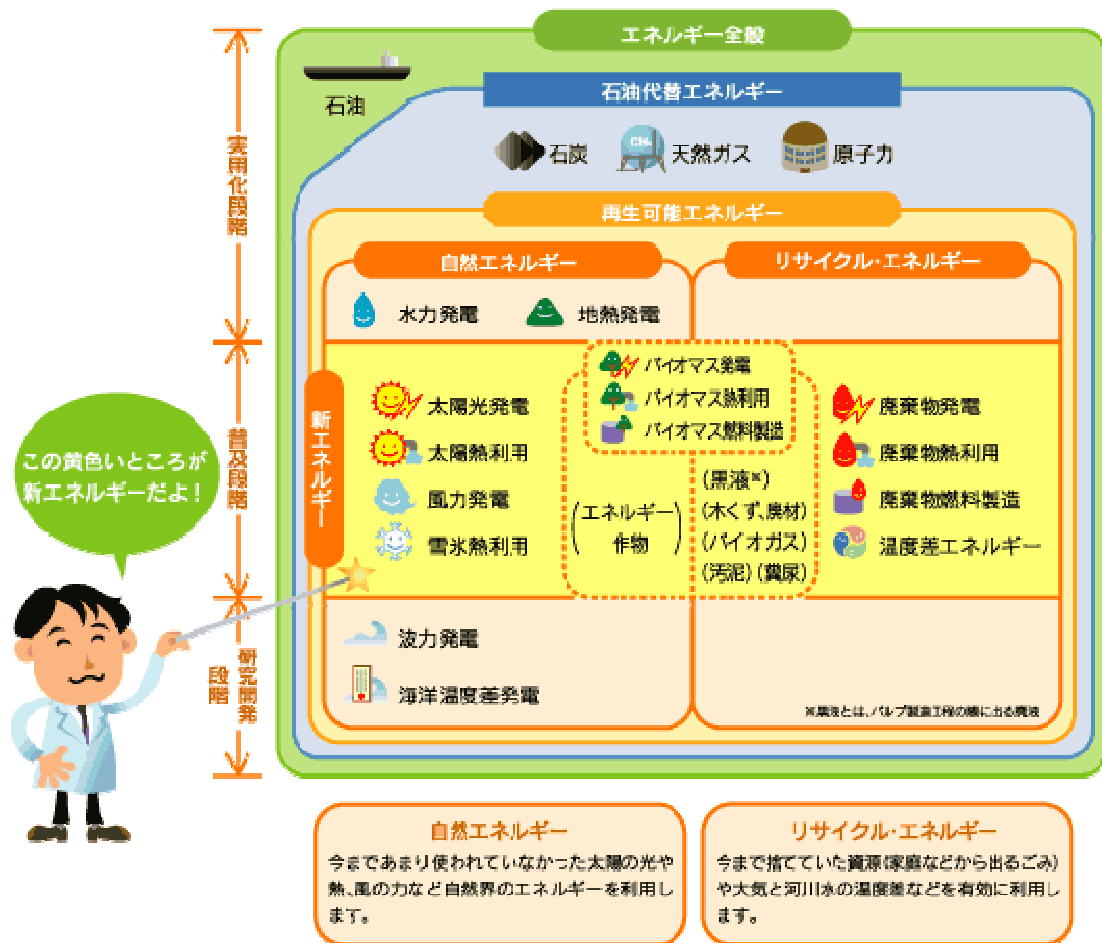 エネルギー全般
石油
石油代替エネルギー
石炭
CH₄
天然ガス
原子力
再生可能エネルギー
自然エネルギー
リサイクル・エネルギー
実用化段階
水力発電
地熱発電
普及段階
新エネルギー
太陽光発電
太陽熱利用
風力発電
雪氷熱利用
バイオマス発電
バイオマス熱利用
バイオマス燃料製造
(エネルギー
作物)
(黒液※)
(木くず、廃材)
(バイオガス)
(汚泥)(糞尿)
廃棄物発電
廃棄物熱利用
廃棄物燃料製造
温度差エネルギー
この黄色いところが
新エネルギーだよ!
研究開発
段階
波力発電
海洋温度差発電
※黒液とは、パルプ製造工程の際に出る廃液
自然エネルギー
今まであまり使われていなかった太陽の光や
熱、風の力など自然界のエネルギーを利用し
ます。
リサイクル・エネルギー
今まで捨てていた資源(家庭などから出るごみ)
や大気と河川水の温度差などを有効に利用し
ます。